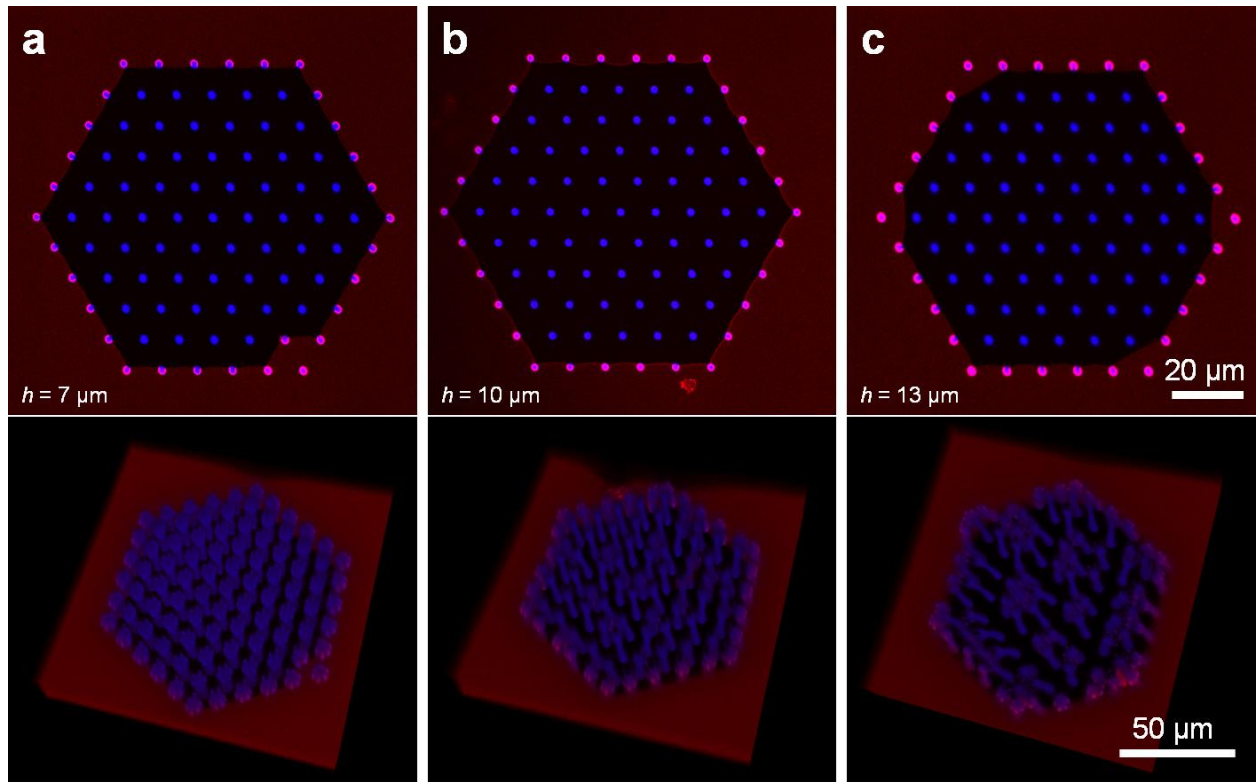 a
b
c
h = 7 µm
h = 10 µm
h = 13 µm
20 µm
50 µm